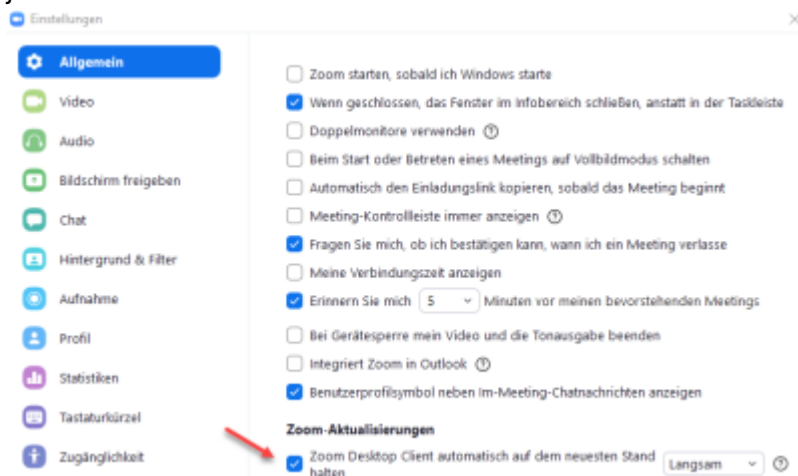 Einstellungen
Allgemein
Video
Audio
Bildschirm freigeben
Chat
Hintergrund & Filter
Aufnahme
Profil
Statistiken
Tastaturkürzel
Zugänglichkeit
Zoom starten, sobald ich Windows starte
Wenn geschlossen, das Fenster im Infobereich schließen, anstatt in der Taskleiste
Doppelmonitore verwenden
Beim Start oder Betreten eines Meetings auf Vollbildmodus schalten
Automatisch den Einladungslink kopieren, sobald das Meeting beginnt
Meeting-Kontrollleiste immer anzeigen
Fragen Sie mich, ob ich bestätigen kann, wann ich ein Meeting verlasse
Meine Verbindungszeit anzeigen
Erinnern Sie mich 5 Minuten vor meinen bevorstehenden Meetings
Bei Gerätesperre mein Video und die Tonausgabe beenden
Integriert Zoom in Outlook
Benutzerprofilsymbol neben Im-Meeting-Chatnachrichten anzeigen
Zoom-Aktualisierungen
Zoom Desktop Client automatisch auf dem neuesten Stand
halten
Langsam